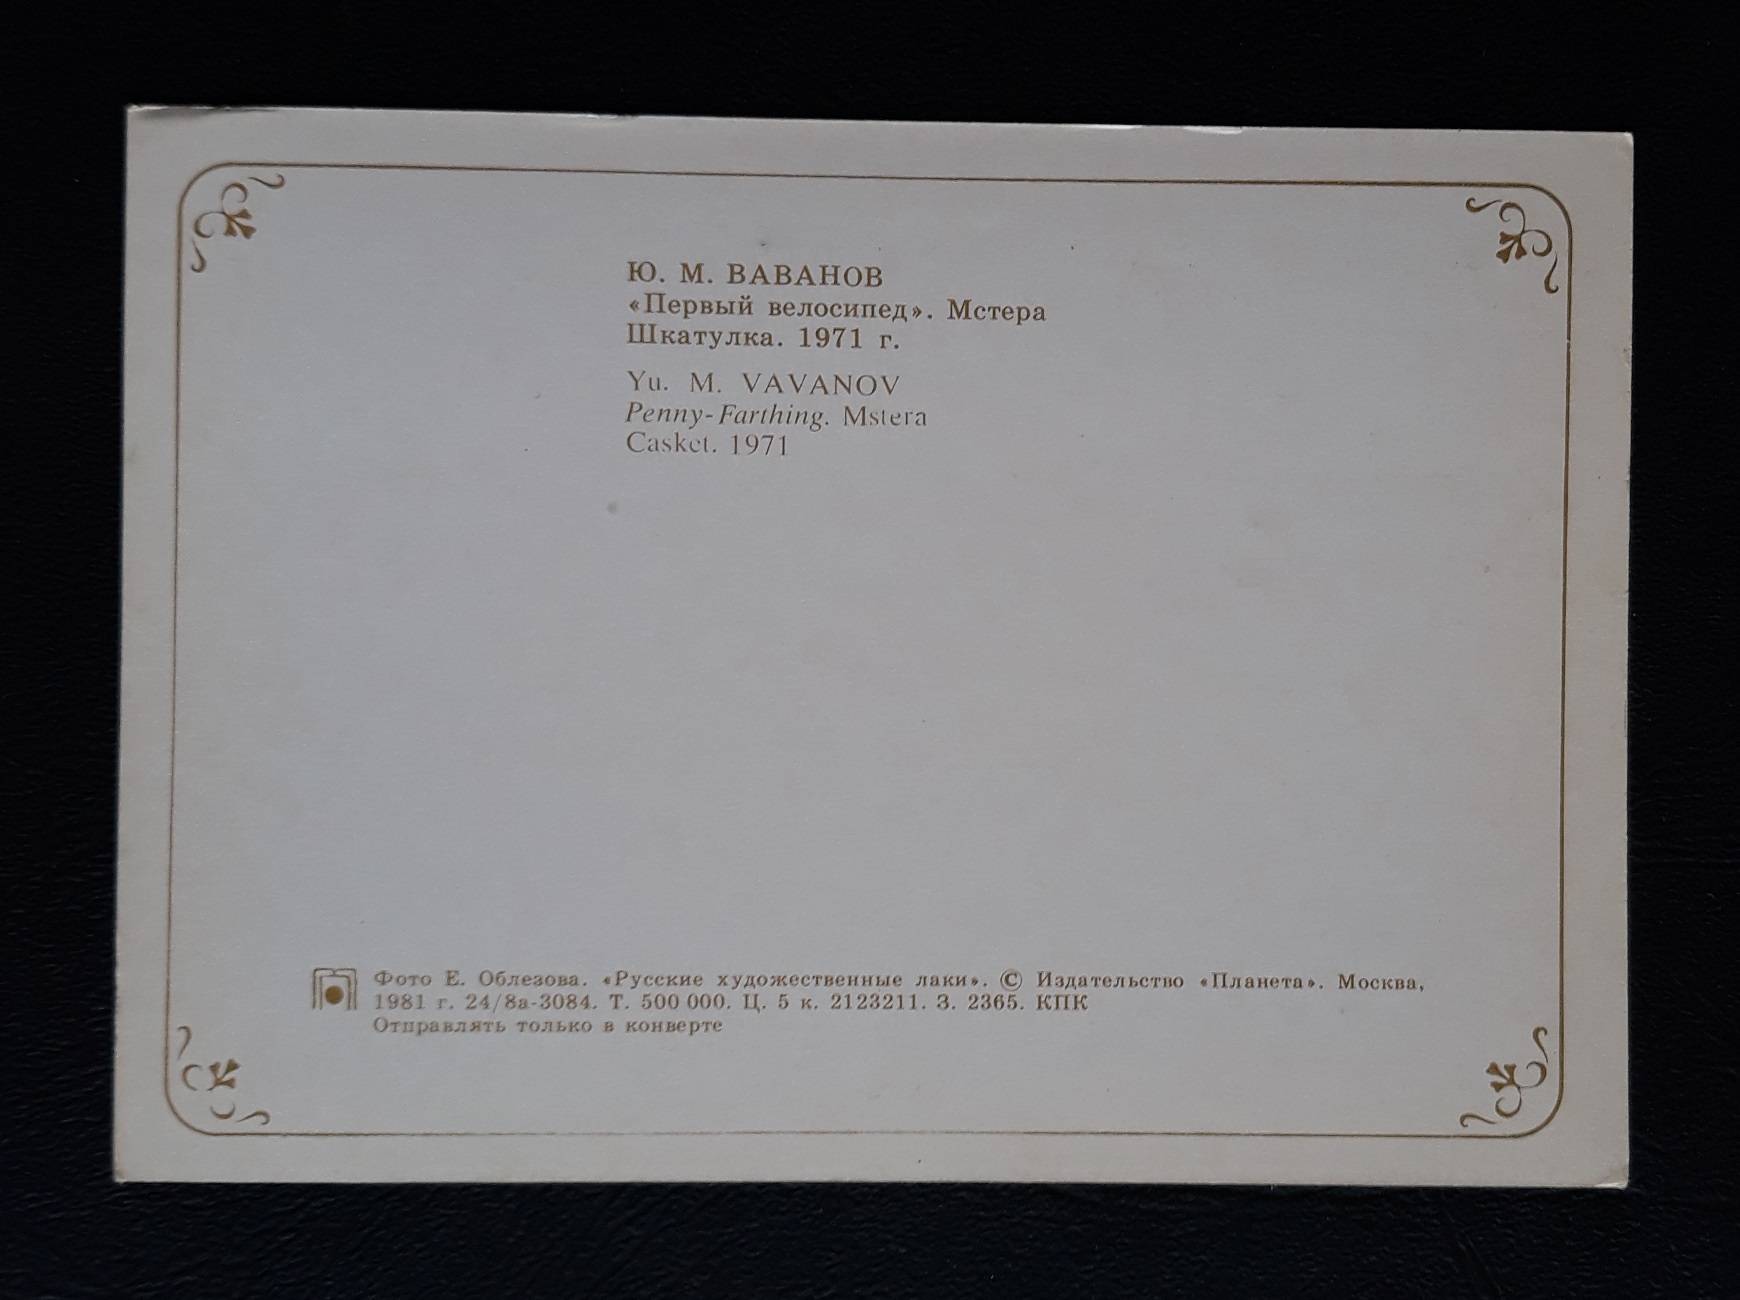 Ю. М. ВАВАНОВ
«Первый велосипед». Мстера
Шкатулка. 1971 г.
Yu. M. VAVANOV
Penny-Farthing. Mstera
Casket. 1971
Фото Е. Облезова. «Русские художественные лаки». © Издательство «Планета». Москва,
1981 г. 24/8а-3084. Т. 500 000. Ц. 5 к. 2123211. З. 2365. КПК
Отправлять только в конверте